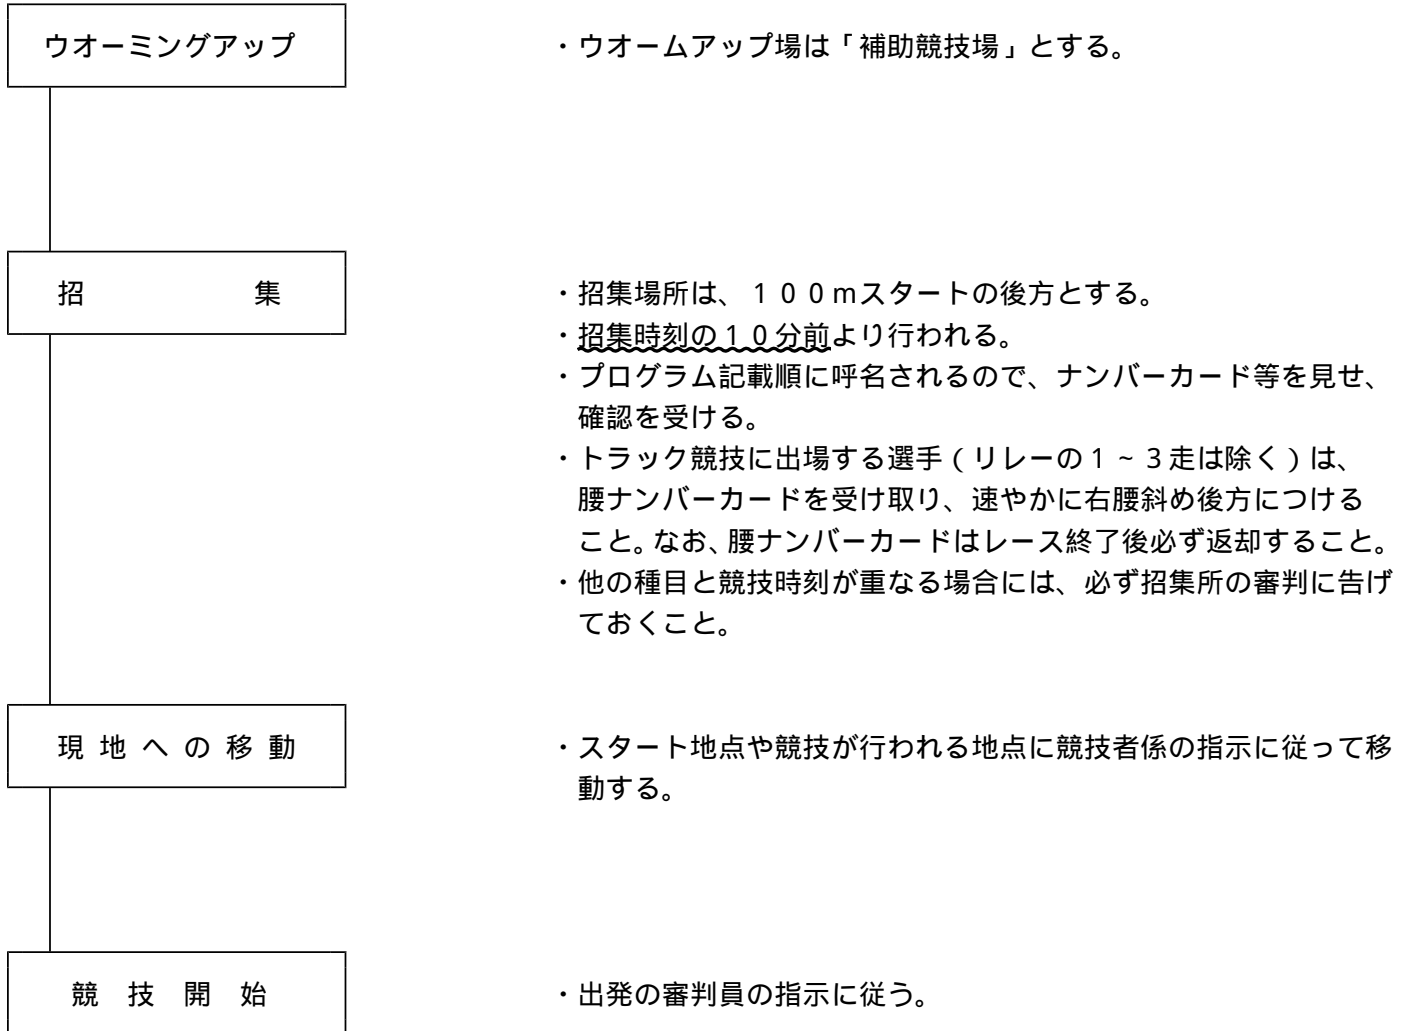 ウオーミングアップ
・ウオームアップ場は「補助競技場」とする。
招　　　集
・招集場所は、１００mスタートの後方とする。
・招集時刻の１０分前より行われる。
・プログラム記載順に呼名されるので、ナンバーカード等を見せ、
確認を受ける。
・トラック競技に出場する選手（リレーの１~３走は除く）は、
腰ナンバーカードを受け取り、速やかに右腰斜め後方につける
こと。なお、腰ナンバーカードはレース終了後必ず返却すること。
・他の種目と競技時刻が重なる場合には、必ず招集所の審判に告げ
ておくこと。
現地への移動
・スタート地点や競技が行われる地点に競技者係の指示に従って移
動する。
競技開始
・出発の審判員の指示に従う。